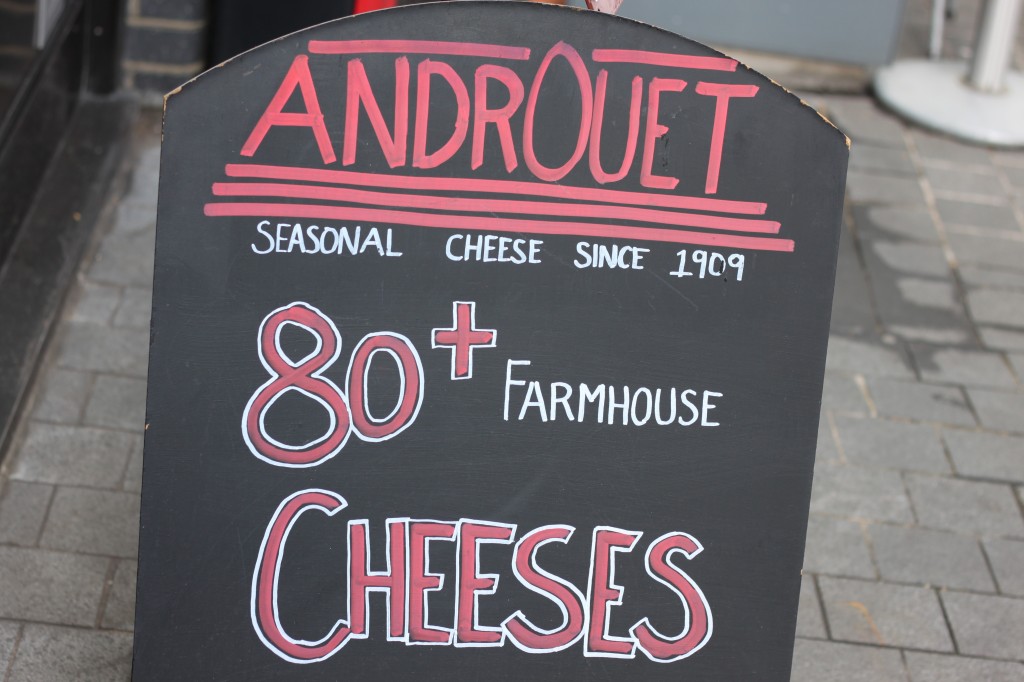 ANDROUET
SEASONAL CHEESE SINCE 1909
80+ FARMHOUSE
CHEESES